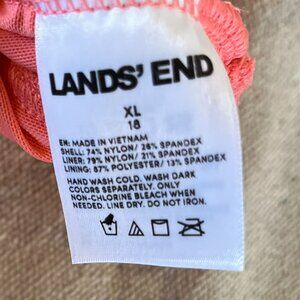 LANDS' END
XL
18
EN: MADE IN VIETNAM
SHELL: 74% NYLON/ 26% SPANDEX
LINER: 79% NYLON/ 21% SPANDEX
LINING: 87% POLYESTER/ 13% SPANDEX
HAND WASH COLD. WASH DARK
COLORS SEPARATELY. ONLY
NON-CHLORINE BLEACH WHEN
NEEDED. LINE DRY. DO NOT IRON.